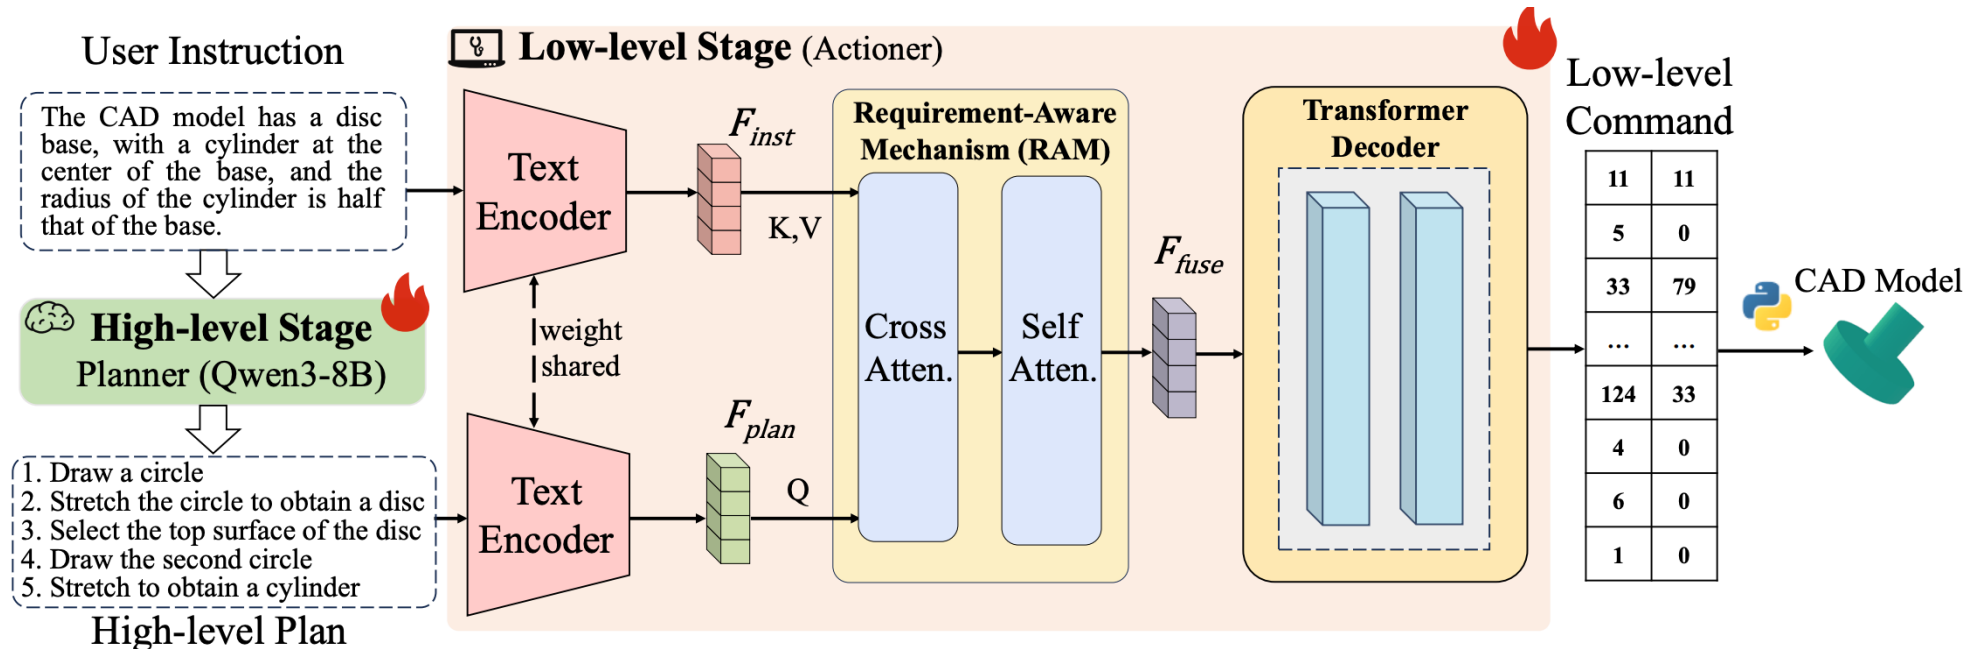 User Instruction
The CAD model has a disc
base, with a cylinder at the
center of the base, and the
radius of the cylinder is half
that of the base.
High-level Stage
Planner (Qwen3-8B)
1. Draw a circle
2. Stretch the circle to obtain a disc
3. Select the top surface of the disc
4. Draw the second circle
5. Stretch to obtain a cylinder
High-level Plan
Low-level Stage (Actioner)
Text
Encoder
weight
shared
Text
Encoder
F_inst
K,V
F_plan
Q
Requirement-Aware
Mechanism (RAM)
Cross
Atten.
Self
Atten.
F_fuse
Transformer
Decoder
Low-level
Command
11 11
5 0
33 79
... ...
124 33
4 0
6 0
1 0
CAD Model